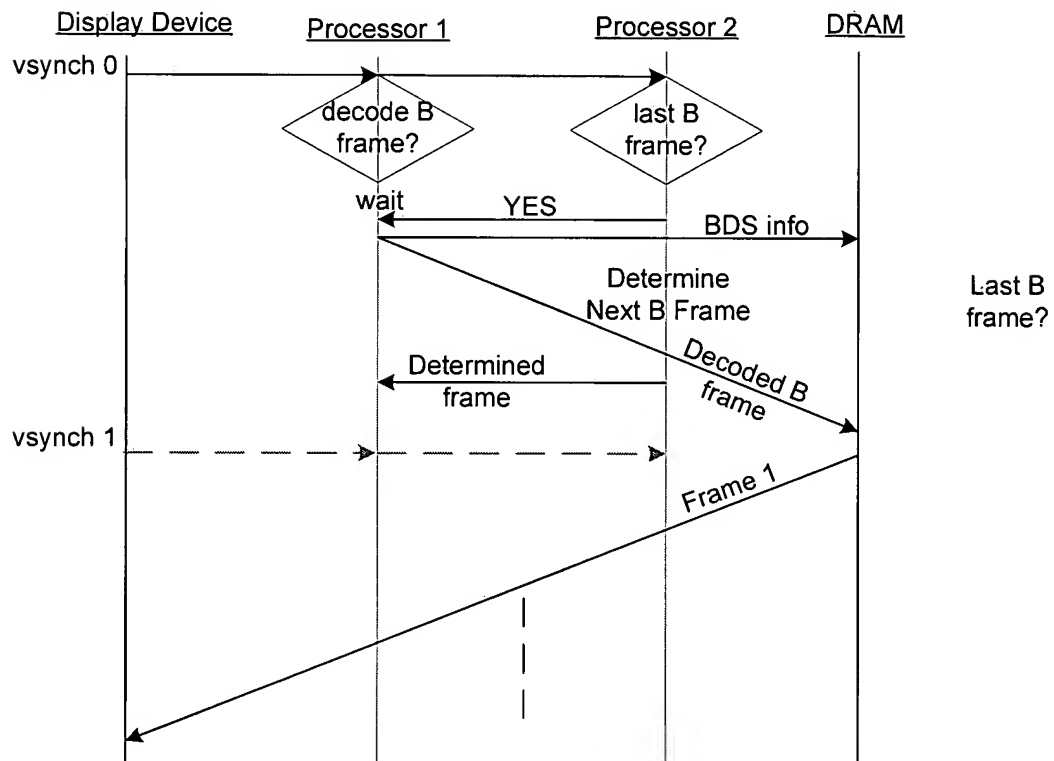 Display Device
Processor 1
Processor 2
DRAM
vsynch 0
decode B
frame?
last B
frame?
wait
YES
BDS info
Determine
Next B Frame
Last B
frame?
Determined
frame
Decoded B
frame
vsynch 1
Frame 1